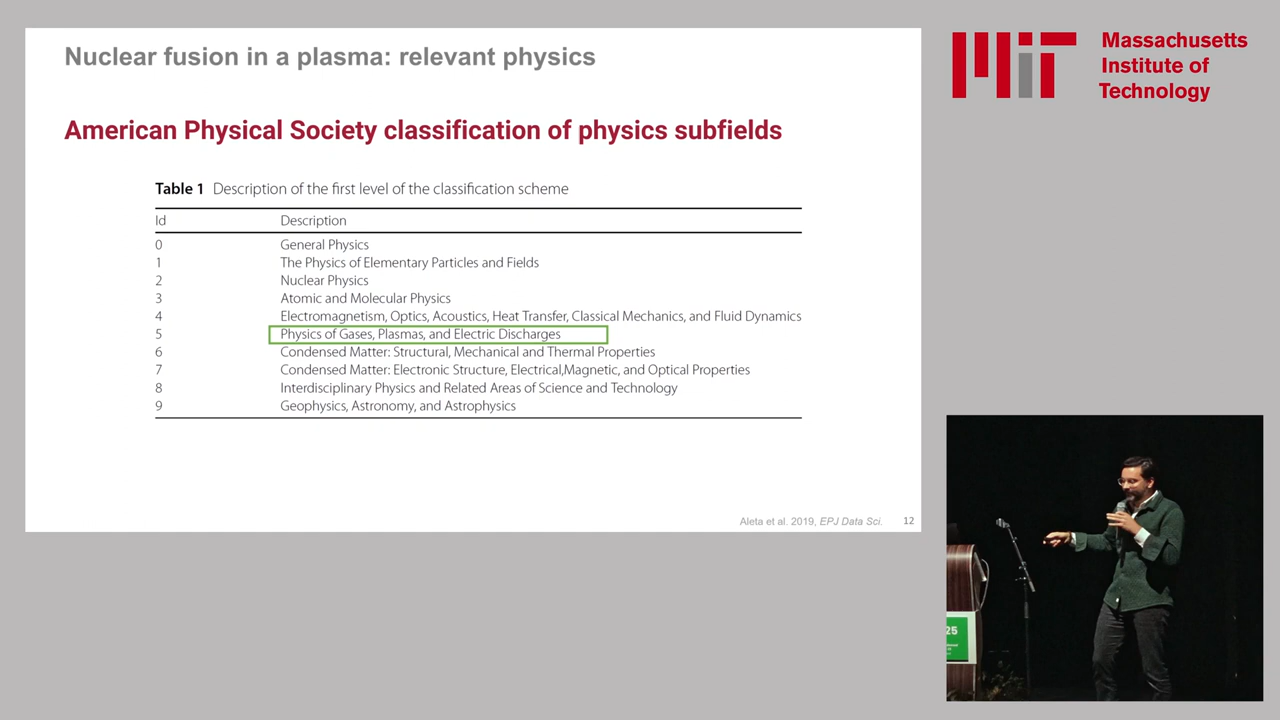 Nuclear fusion in a plasma: relevant physics
American Physical Society classification of physics subfields
Table 1 Description of the first level of the classification scheme
Id Description
0 General Physics
1 The Physics of Elementary Particles and Fields
2 Nuclear Physics
3 Atomic and Molecular Physics
4 Electromagnetism, Optics, Acoustics, Heat Transfer, Classical Mechanics, and Fluid Dynamics
5 Physics of Gases, Plasmas, and Electric Discharges
6 Condensed Matter: Structural, Mechanical and Thermal Properties
7 Condensed Matter: Electronic Structure, Electrical,Magnetic, and Optical Properties
8 Interdisciplinary Physics and Related Areas of Science and Technology
9 Geophysics, Astronomy, and Astrophysics
Aleta et al. 2019, EPJ Data Sci. 12
MIT
Massachusetts
Institute of
Technology
25